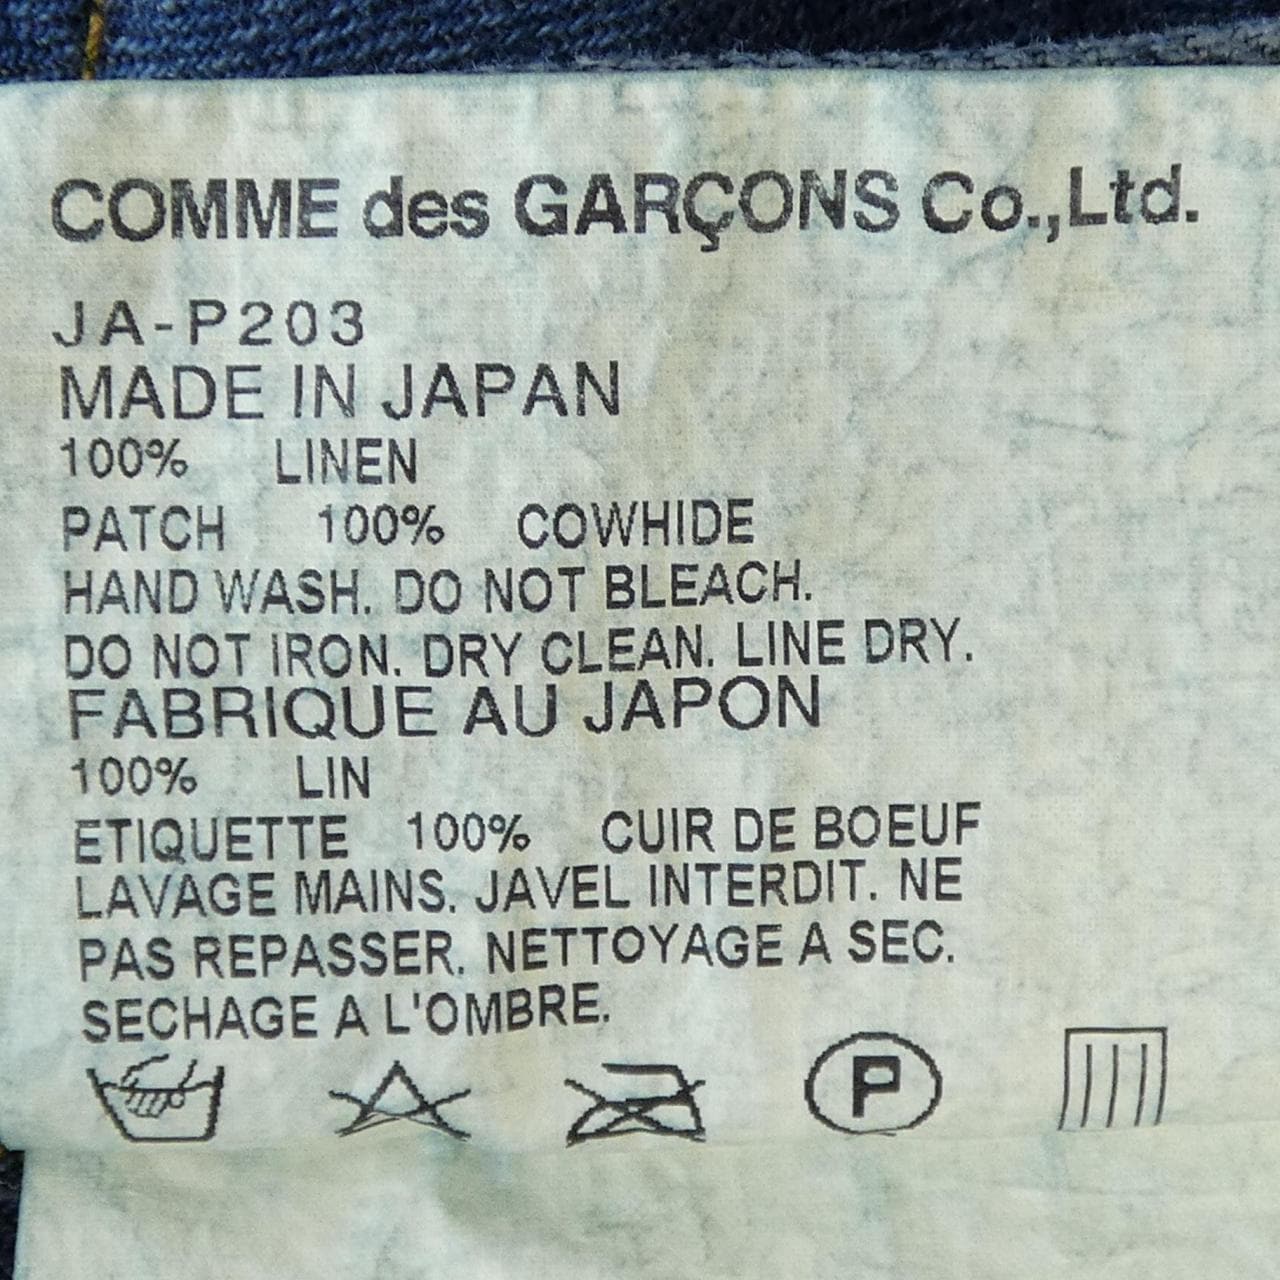 COMME des GARÇONS Co.,Ltd.
JA-P203
MADE IN JAPAN
100% LINEN
PATCH 100% COWHIDE
HAND WASH. DO NOT BLEACH.
DO NOT IRON. DRY CLEAN. LINE DRY.
FABRIQUE AU JAPON
100% LIN
ETIQUETTE 100% CUIR DE BOEUF
LAVAGE MAINS. JAVEL INTERDIT. NE
PAS REPASSER. NETTOYAGE A SEC.
SECHAGE A L'OMBRE.
P